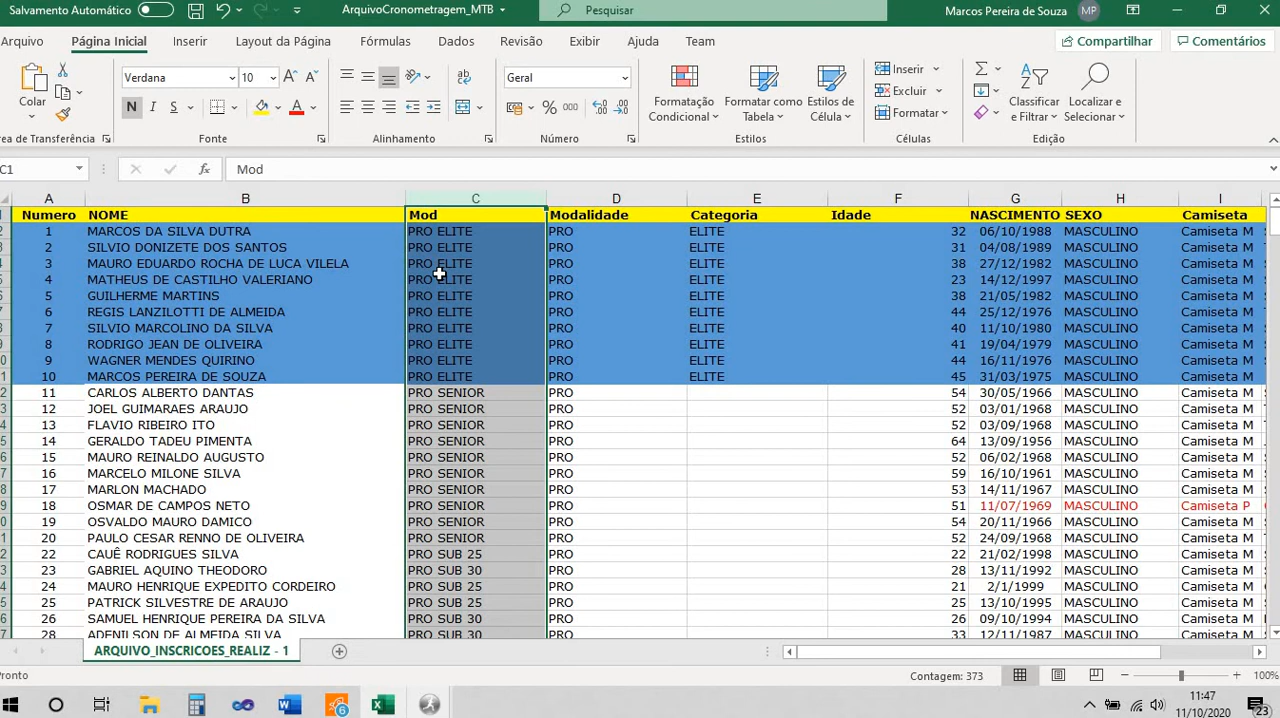 Salvamento Automático ArquivoCronometragem_MTB Pesquisar Marcos Pereira de Souza MP
Arquivo Página Inicial Inserir Layout da Página Fórmulas Dados Revisão Exibir Ajuda Team Compartilhar Comentários
Colar Verdana 10 Geral Formatação Condicional Formatar como Tabela Estilos de Célula Inserir Excluir Formatar Classificar e Filtrar Localizar e Selecionar
N I S % 000
Área de Transferência Fonte Alinhamento Número Estilos Células Edição
C1 Mod
A B C D E F G H I
Numero NOME Mod Modalidade Categoria Idade NASCIMENTO SEXO Camiseta
1 MARCOS DA SILVA DUTRA PRO ELITE PRO ELITE 32 06/10/1988 MASCULINO Camiseta M
2 SILVIO DONIZETE DOS SANTOS PRO ELITE PRO ELITE 31 04/08/1989 MASCULINO Camiseta M
3 MAURO EDUARDO ROCHA DE LUCA VILELA PRO ELITE PRO ELITE 38 27/12/1982 MASCULINO Camiseta M
4 MATHEUS DE CASTILHO VALERIANO PRO ELITE PRO ELITE 23 14/12/1997 MASCULINO Camiseta M
5 GUILHERME MARTINS PRO ELITE PRO ELITE 38 21/05/1982 MASCULINO Camiseta M
6 REGIS LANZILOTTI DE ALMEIDA PRO ELITE PRO ELITE 44 25/12/1976 MASCULINO Camiseta M
7 SILVIO MARCOLINO DA SILVA PRO ELITE PRO ELITE 40 11/10/1980 MASCULINO Camiseta M
8 RODRIGO JEAN DE OLIVEIRA PRO ELITE PRO ELITE 41 19/04/1979 MASCULINO Camiseta M
9 WAGNER MENDES QUIRINO PRO ELITE PRO ELITE 44 16/11/1976 MASCULINO Camiseta M
10 MARCOS PEREIRA DE SOUZA PRO ELITE PRO ELITE 45 31/03/1975 MASCULINO Camiseta M
11 CARLOS ALBERTO DANTAS PRO SENIOR PRO 54 30/05/1966 MASCULINO Camiseta M
12 JOEL GUIMARAES ARAUJO PRO SENIOR PRO 52 03/01/1968 MASCULINO Camiseta M
13 FLAVIO RIBEIRO ITO PRO SENIOR PRO 52 03/09/1968 MASCULINO Camiseta M
14 GERALDO TADEU PIMENTA PRO SENIOR PRO 64 13/09/1956 MASCULINO Camiseta M
15 MAURO REINALDO AUGUSTO PRO SENIOR PRO 52 06/02/1968 MASCULINO Camiseta M
16 MARCELO MILONE SILVA PRO SENIOR PRO 59 16/10/1961 MASCULINO Camiseta M
17 MARLON MACHADO PRO SENIOR PRO 53 14/11/1967 MASCULINO Camiseta M
18 OSMAR DE CAMPOS NETO PRO SENIOR PRO 51 11/07/1969 MASCULINO Camiseta P
19 OSVALDO MAURO DAMICO PRO SENIOR PRO 54 20/11/1966 MASCULINO Camiseta M
20 PAULO CESAR RENNO DE OLIVEIRA PRO SENIOR PRO 52 24/09/1968 MASCULINO Camiseta M
22 CAUÊ RODRIGUES SILVA PRO SUB 25 PRO 22 21/02/1998 MASCULINO Camiseta M
23 GABRIEL AQUINO THEODORO PRO SUB 30 PRO 28 13/11/1992 MASCULINO Camiseta M
24 MAURO HENRIQUE EXPEDITO CORDEIRO PRO SUB 25 PRO 21 2/1/1999 MASCULINO Camiseta M
25 PATRICK SILVESTRE DE ARAUJO PRO SUB 25 PRO 25 13/10/1995 MASCULINO Camiseta M
26 SAMUEL HENRIQUE PEREIRA DA SILVA PRO SUB 30 PRO 26 09/10/1994 MASCULINO Camiseta M
28 ADENILSON DE ALMEIDA SILVA PRO SUB 30 PRO 33 12/11/1987 MASCULINO Camiseta M
ARQUIVO_INSCRICOES_REALIZ - 1
Pronto Contagem: 373 100%
6 11:47
11/10/2020 23